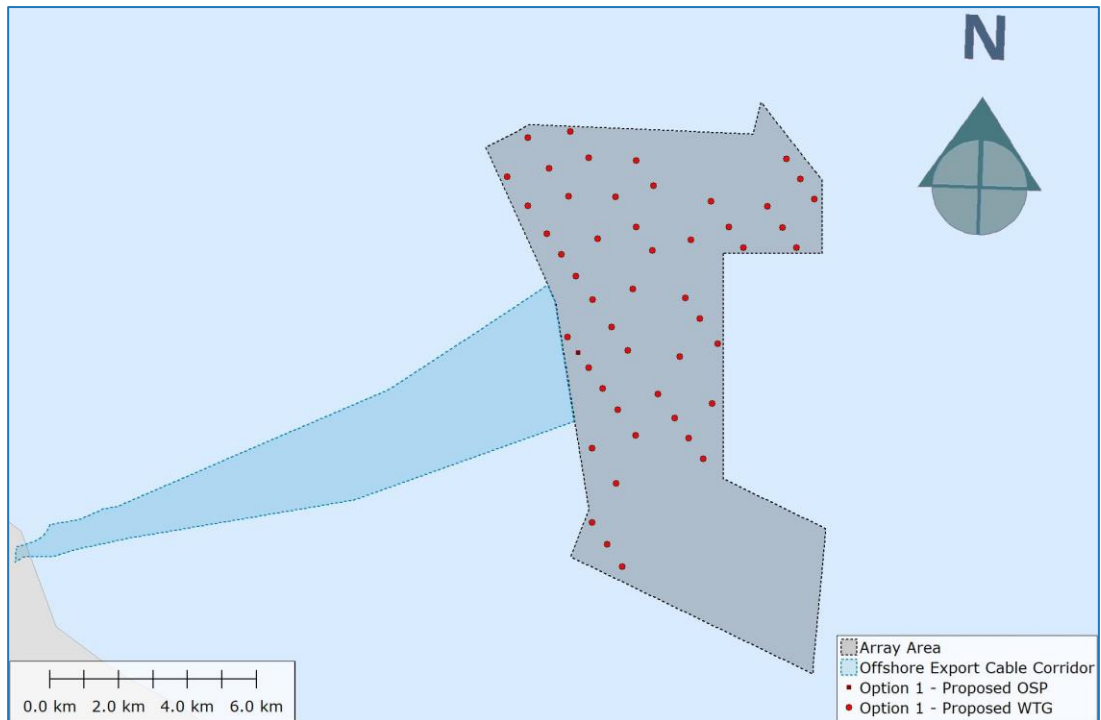 N
Array Area
Offshore Export Cable Corridor
Option 1 - Proposed OSP
Option 1 - Proposed WTG
0.0 km 2.0 km 4.0 km 6.0 km